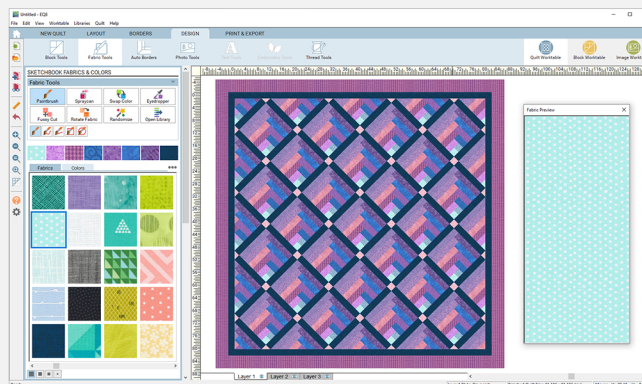 Untitled - EQ8
File Edit View Worktable Libraries Quilt Help
NEW QUILT LAYOUT BORDERS DESIGN PRINT & EXPORT
Block Tools Fabric Tools Auto Borders Photo Tools Thread Tools Quilt Worktable Block Worktable Image Workt
SKETCHBOOK FABRICS & COLORS
Fabric Tools
Paintbrush Spraycan Swap Color Eyedropper
Fussy Cut Rotate Fabric Randomize Open Library
Fabrics Colors
Fabric Preview
Layer 1 Layer 2 Layer 3